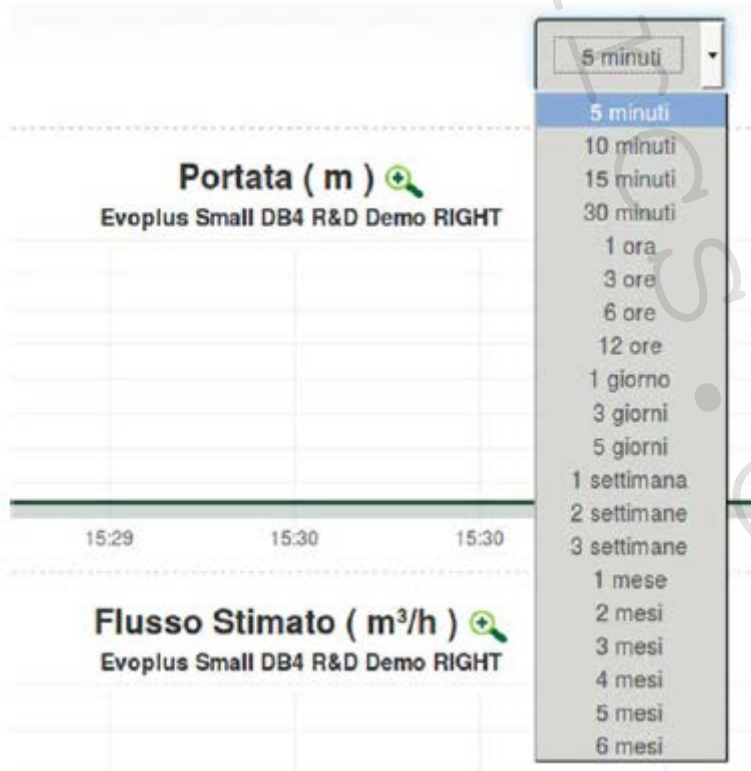 5 minuti
5 minuti
10 minuti
15 minuti
30 minuti
1 ora
3 ore
6 ore
12 ore
1 giorno
3 giorni
5 giorni
1 settimana
2 settimane
3 settimane
1 mese
2 mesi
3 mesi
4 mesi
5 mesi
6 mesi
Portata ( m )
Evoplus Small DB4 R&D Demo RIGHT
15:29 15:30 15:30
Flusso Stimato ( m³/h )
Evoplus Small DB4 R&D Demo RIGHT